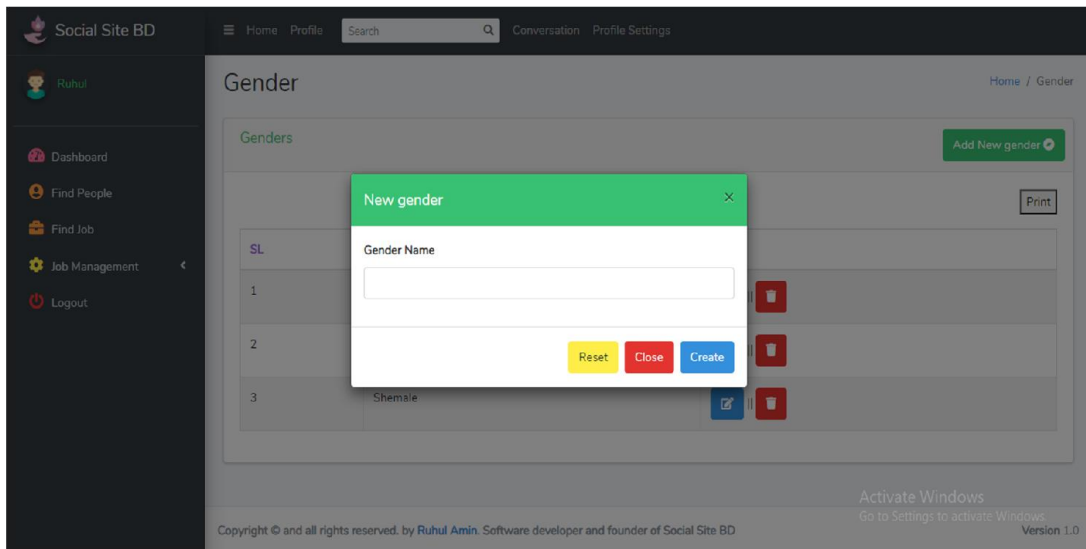 Social Site BD
Home Profile Search Conversation Profile Settings
Ruhul
Gender
Home / Gender
Dashboard
Find People
Find Job
Job Management
Logout
Genders
Add New gender
Print
New gender ×
Gender Name
Reset Close Create
SL
1 ||
2 ||
3 Shemale ||
Activate Windows
Go to Settings to activate Windows.
Copyright © and all rights reserved. by Ruhul Amin. Software developer and founder of Social Site BD
Version 1.0